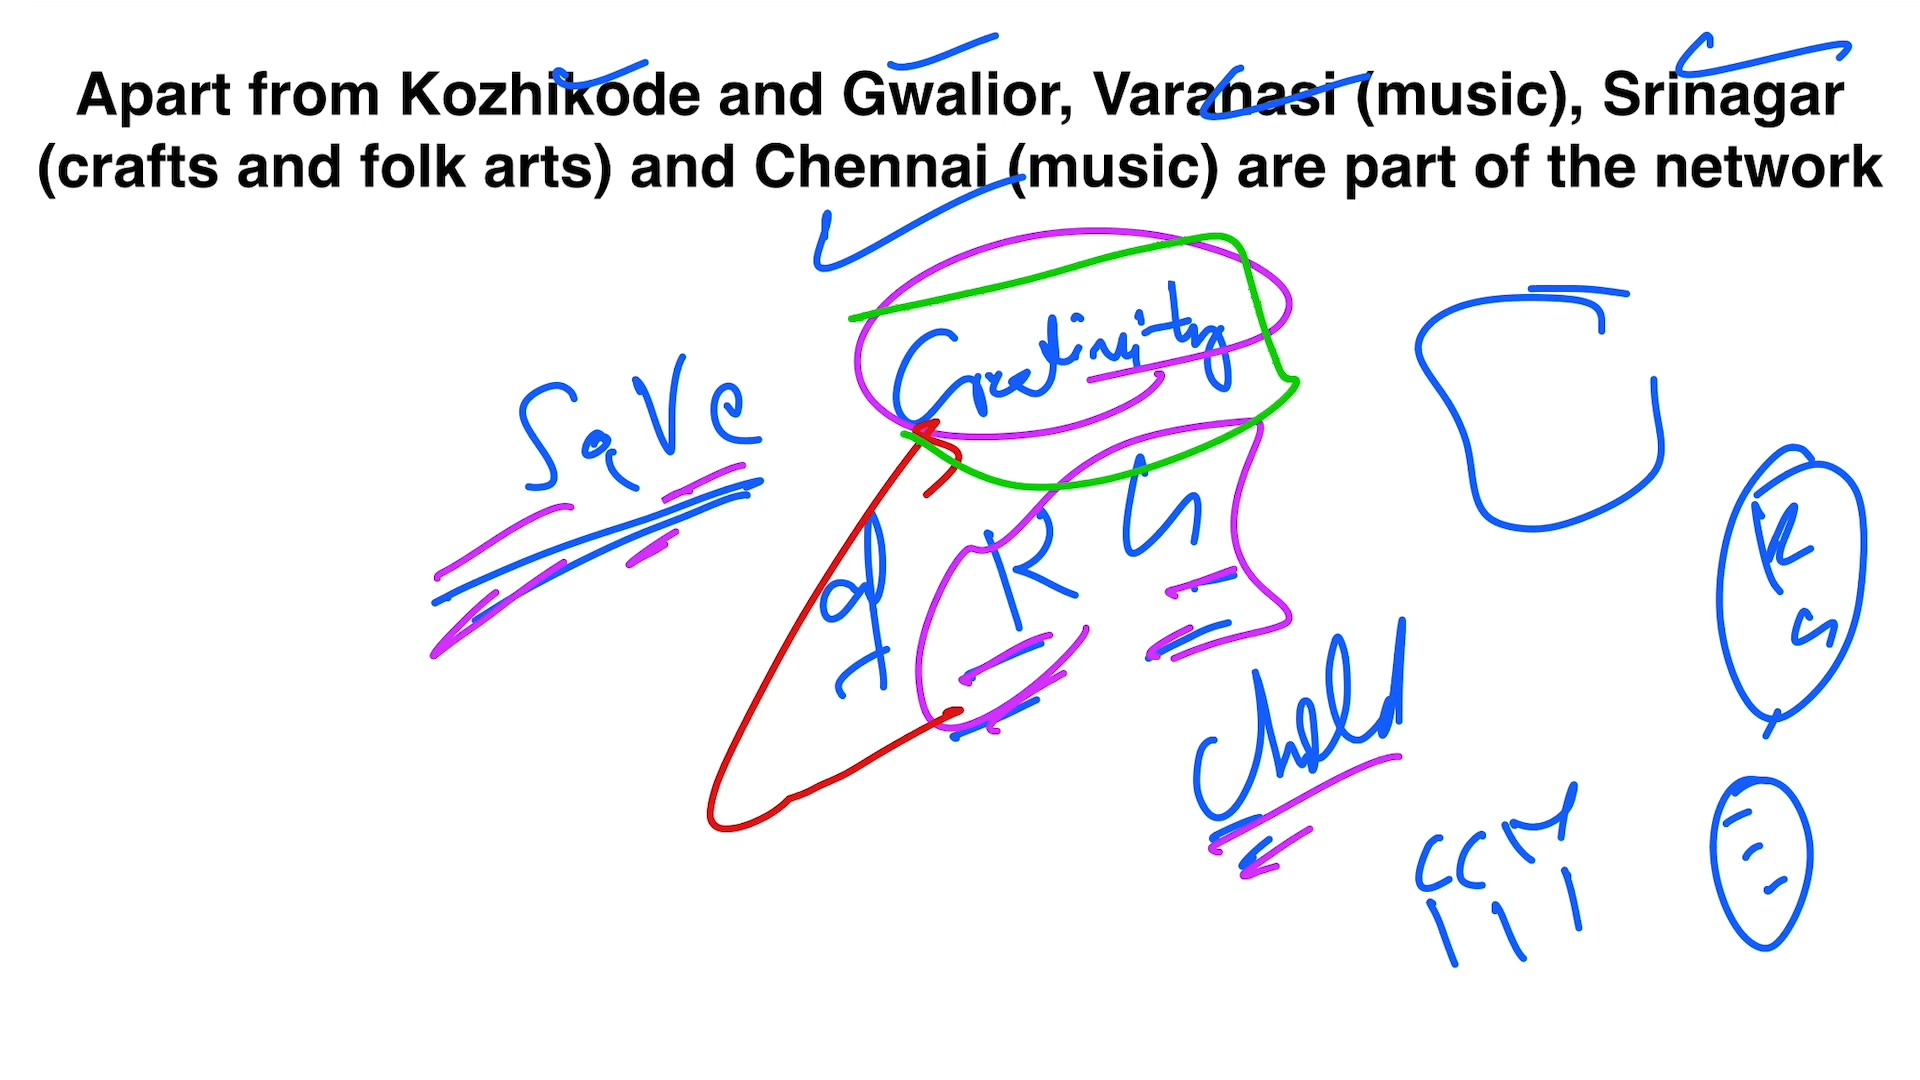 Apart from Kozhikode and Gwalior, Varanasi (music), Srinagar
(crafts and folk arts) and Chennai (music) are part of the network
Creativity
Save
R
R
CCM